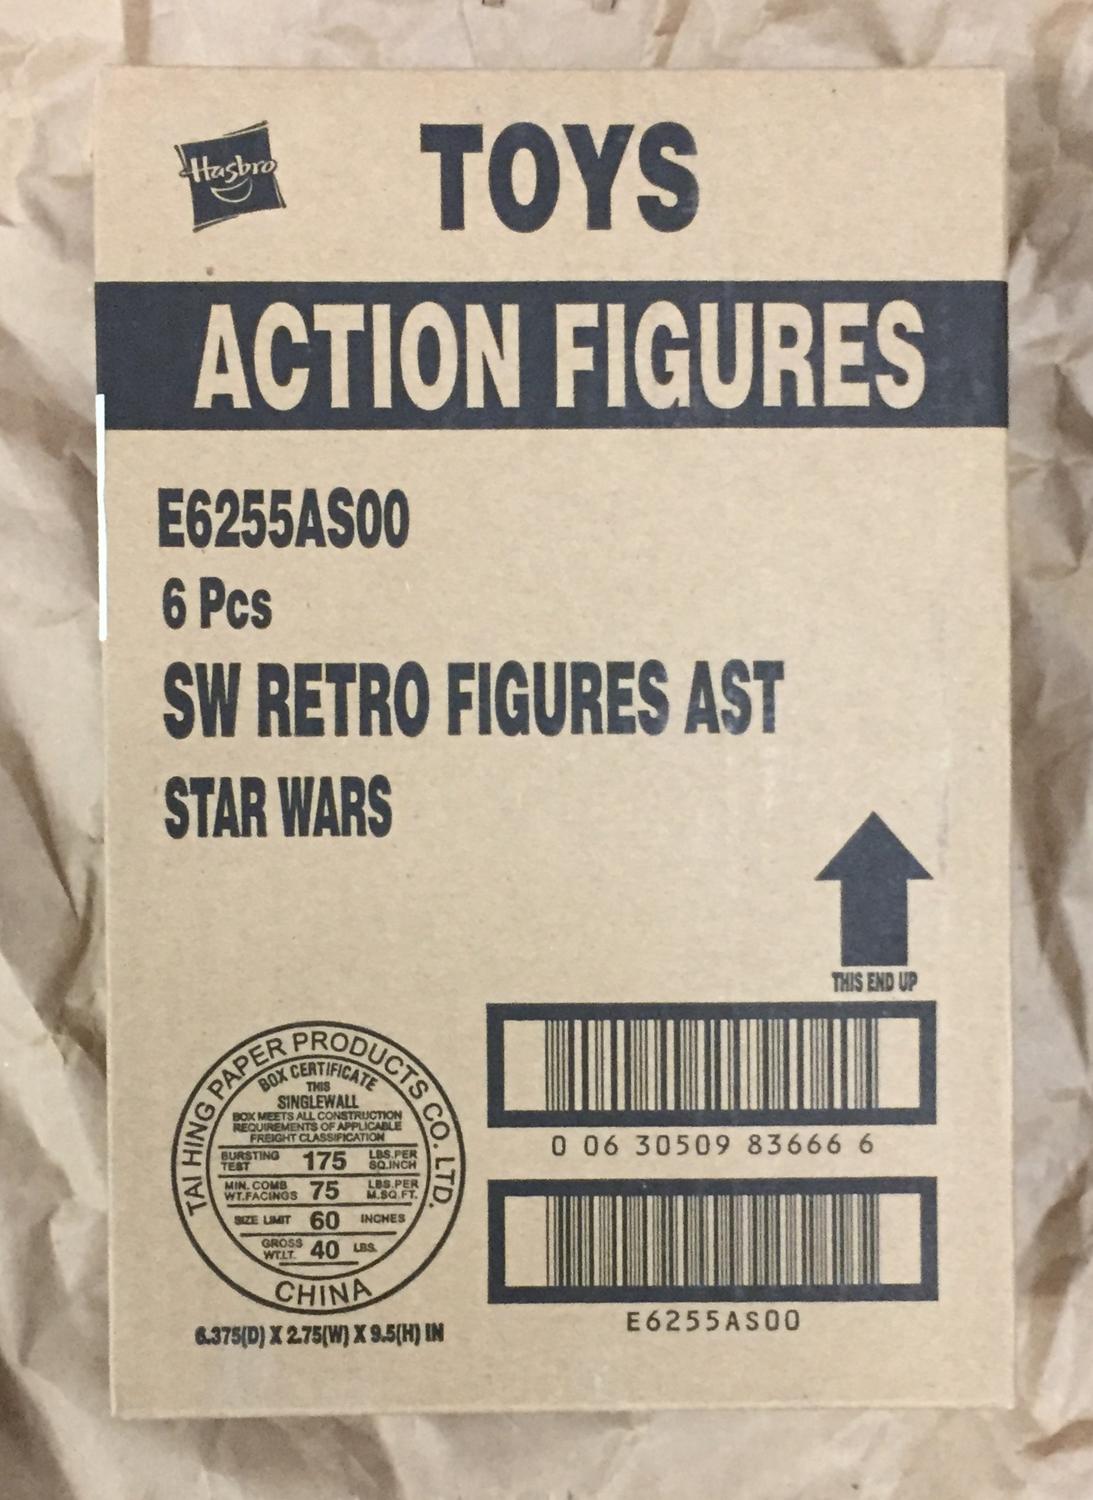 Hasbro
TOYS
ACTION FIGURES
E6255AS00
6 Pcs
SW RETRO FIGURES AST
STAR WARS
THIS END UP
TAI HING PAPER PRODUCTS CO. LTD.
BOX CERTIFICATE
THIS
SINGLEWALL
BOX MEETS ALL CONSTRUCTION
REQUIREMENTS OF APPLICABLE
FREIGHT CLASSIFICATION
BURSTING TEST 175 LBS.PER SQ.INCH
MIN. COMB WT.FACINGS 75 LBS.PER M.SQ.FT.
SIZE LIMIT 60 INCHES
GROSS WT.LT. 40 LBS.
CHINA
6.375(D) X 2.75(W) X 9.5(H) IN
0 06 30509 83666 6
E6255AS00